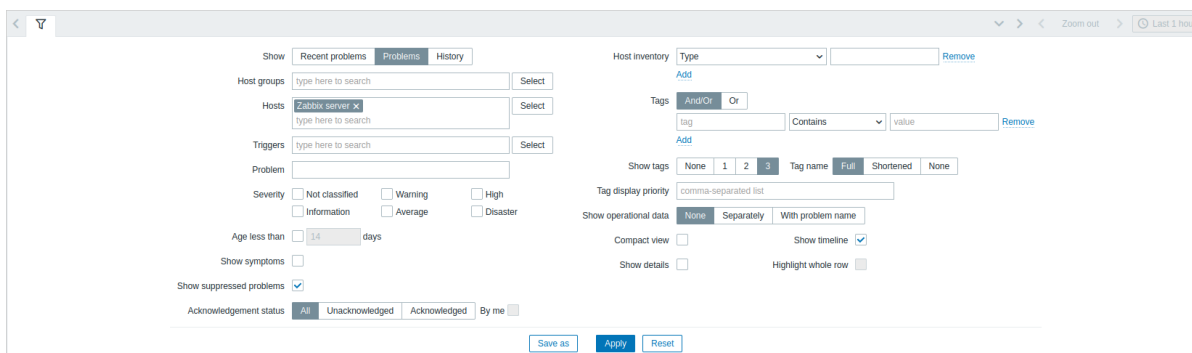 Zoom out Last 1 hou
Show Recent problems Problems History
Host groups type here to search Select
Hosts Zabbix server × Select
type here to search
Triggers type here to search Select
Problem
Severity Not classified Warning High
Information Average Disaster
Age less than 14 days
Show symptoms
Show suppressed problems
Acknowledgement status All Unacknowledged Acknowledged By me
Host inventory Type Remove
Add
Tags And/Or Or
tag Contains value Remove
Add
Show tags None 1 2 3 Tag name Full Shortened None
Tag display priority comma-separated list
Show operational data None Separately With problem name
Compact view Show timeline
Show details Highlight whole row
Save as Apply Reset